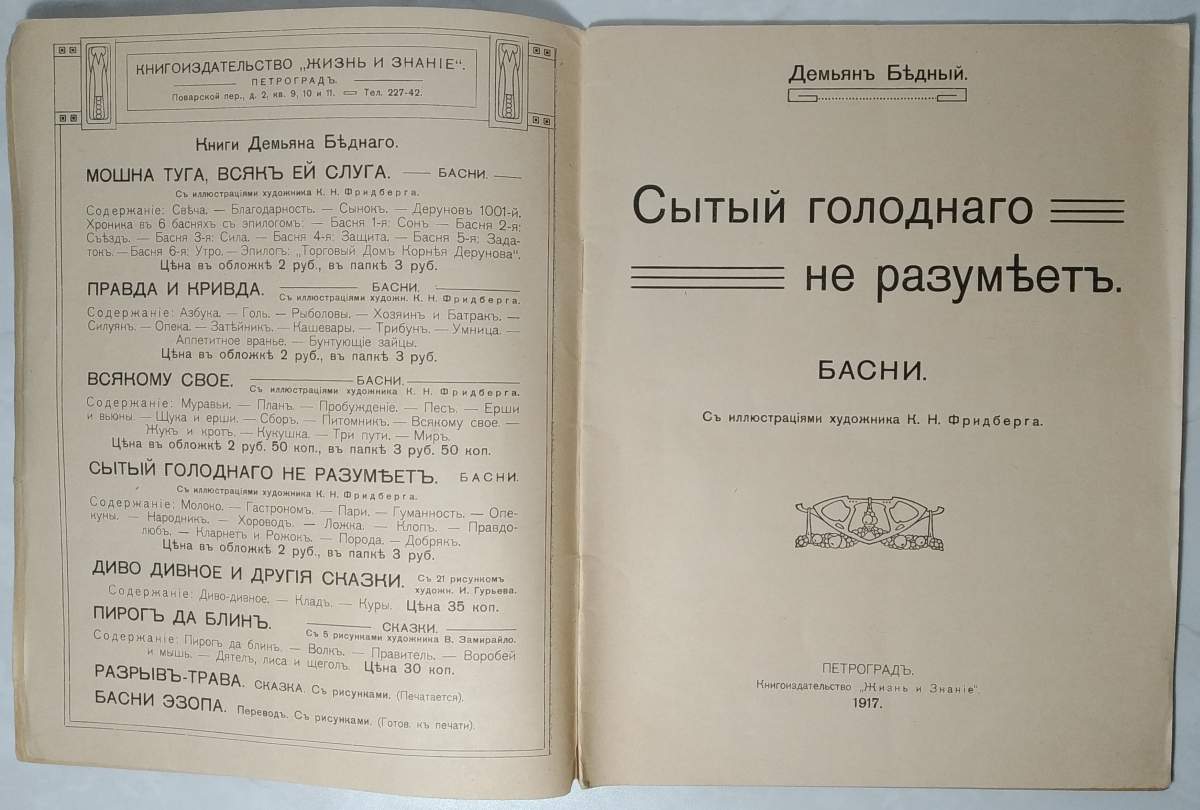 КНИГОИЗДАТЕЛЬСТВО „ЖИЗНЬ И ЗНАНІЕ“.
ПЕТРОГРАДЪ.
Поварской пер., д. 2, кв. 9, 10 и 11. Тел. 227-42.
Книги Демьяна Бѣднаго.
МОШНА ТУГА, ВСЯКЪ ЕЙ СЛУГА. — БАСНИ. —
Съ иллюстраціями художника К. Н. Фридберга.
Содержаніе: Свѣча. — Благодарность. — Сынокъ. — Деруновъ 1001-й.
Хроника въ 6 басняхъ съ эпилогомъ: — Басня 1-я: Сонъ — Басня 2-я:
Съѣздъ. — Басня 3-я: Сила. — Басня 4-я: Защита. — Басня 5-я: Зада-
токъ. — Басня 6-я: Утро. — Эпилогъ: „Торговый Домъ Корнѣя Дерунова“.
Цѣна въ обложкѣ 2 руб., въ папкѣ 3 руб.
ПРАВДА И КРИВДА. — БАСНИ. —
Съ иллюстраціями художн. К. Н. Фридберга.
Содержаніе: Азбука. — Голь. — Рыболовы. — Хозяинъ и Батракъ. —
Силуянъ. — Опека. — Затѣйникъ. — Кашевары. — Трибунъ. — Умница. —
Аппетитное вранье. — Бунтующіе зайцы.
Цѣна въ обложкѣ 2 руб., въ папкѣ 3 руб.
ВСЯКОМУ СВОЕ. — БАСНИ. —
Съ иллюстраціями художника К. Н. Фридберга.
Содержаніе: Муравьи. — Планъ. — Пробужденіе. — Песъ. — Ерши
и вьюны. — Щука и ерши. — Сборъ. — Питомникъ. — Всякому свое. —
Жукъ и кротъ. — Кукушка. — Три пути. — Миръ.
Цѣна въ обложкѣ 2 руб. 50 коп., въ папкѣ 3 руб. 50 коп.
СЫТЫЙ ГОЛОДНАГО НЕ РАЗУМѢЕТЪ. БАСНИ.
Съ иллюстраціями художника К. Н. Фридберга.
Содержаніе: Молоко. — Гастрономъ. — Пари. — Гуманность. — Опе-
куны. — Народникъ. — Хороводъ. — Ложка. — Клопъ. — Правдо-
любъ. — Кларнетъ и Рожокъ. — Порода. — Добрякъ.
Цѣна въ обложкѣ 2 руб., въ папкѣ 3 руб.
ДИВО ДИВНОЕ И ДРУГІЯ СКАЗКИ. Съ 21 рисункомъ
художн. И. Гурьева.
Содержаніе: Диво-дивное. — Кладъ. — Куры. Цѣна 35 коп.
ПИРОГЪ ДА БЛИНЪ. — СКАЗКИ. —
Съ 5 рисунками художника В. Замирайло.
Содержаніе: Пирогъ да блинъ. — Волкъ. — Правитель. — Воробей
и мышь. — Дятелъ, лиса и щеголъ. Цѣна 30 коп.
РАЗРЫВЪ-ТРАВА. СКАЗКА. Съ рисунками. (Печатается).
БАСНИ ЭЗОПА. Переводъ. Съ рисунками. (Готов. къ печати).
Демьянъ Бѣдный.
Сытый голоднаго
не разумѣетъ.
БАСНИ.
Съ иллюстраціями художника К. Н. Фридберга.
ПЕТРОГРАДЪ.
Книгоиздательство „Жизнь и Знаніе“.
1917.